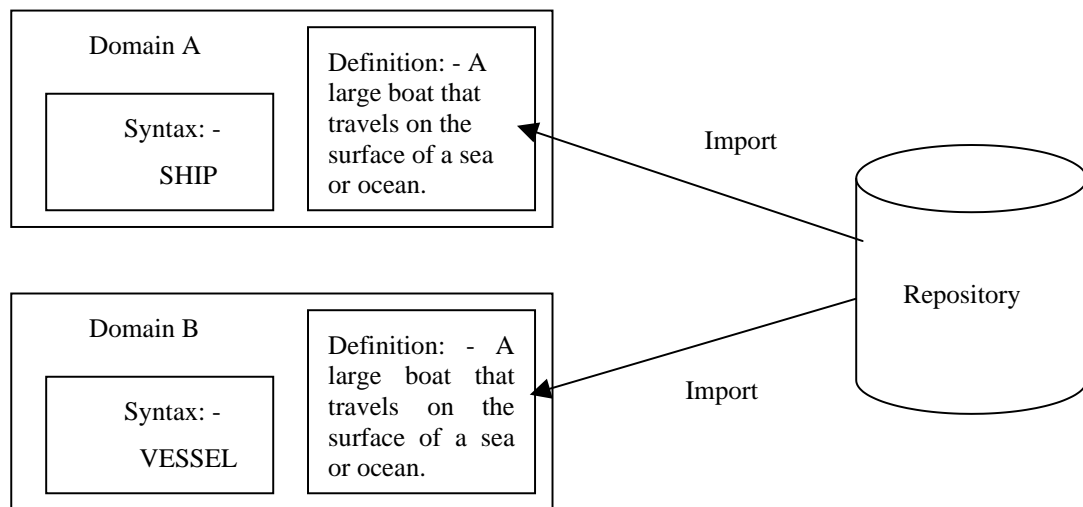 Domain A
Syntax: -
SHIP
Definition: - A
large boat that
travels on the
surface of a sea
or ocean.
Import
Repository
Domain B
Syntax: -
VESSEL
Definition: - A
large boat that
travels on the
surface of a sea
or ocean.
Import